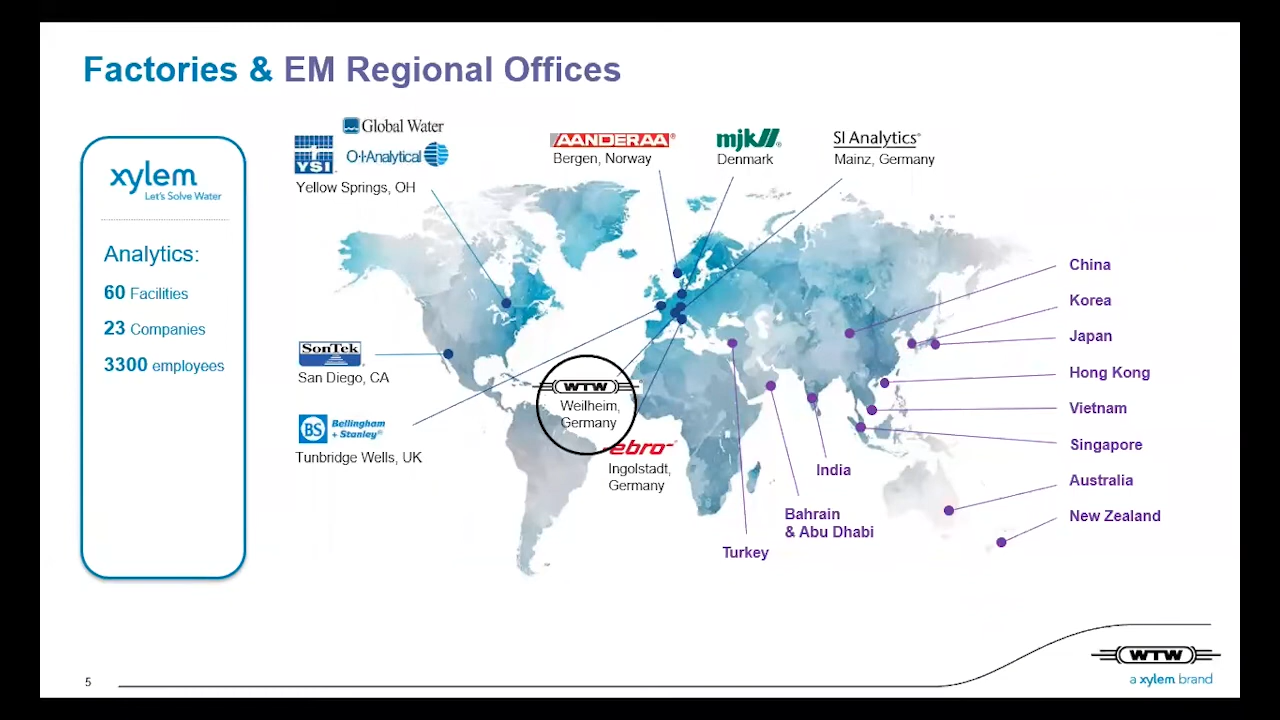 Factories & EM Regional Offices
xylem
Let's Solve Water
Analytics:
60 Facilities
23 Companies
3300 employees
Global Water
YSI
O·I·Analytical
Yellow Springs, OH
SonTek
San Diego, CA
BS Bellingham
+ Stanley
Tunbridge Wells, UK
AANDERAA
Bergen, Norway
mjk
Denmark
SI Analytics
Mainz, Germany
WTW
Weilheim,
Germany
ebro
Ingolstadt,
Germany
China
Korea
Japan
Hong Kong
Vietnam
Singapore
Australia
New Zealand
India
Bahrain
& Abu Dhabi
Turkey
5
WTW
a xylem brand